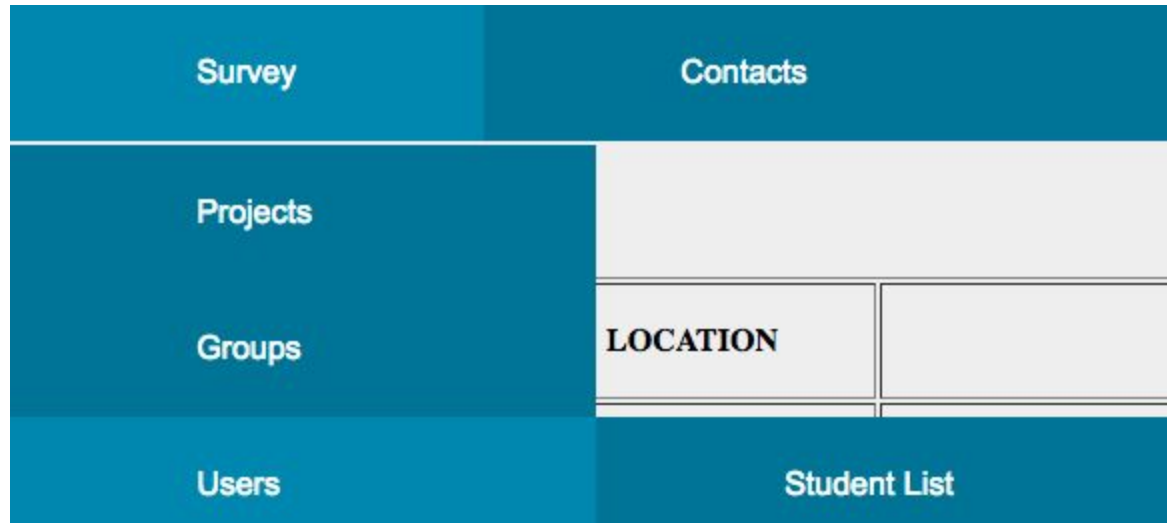 Survey Contacts
Projects
Groups LOCATION
Users Student List